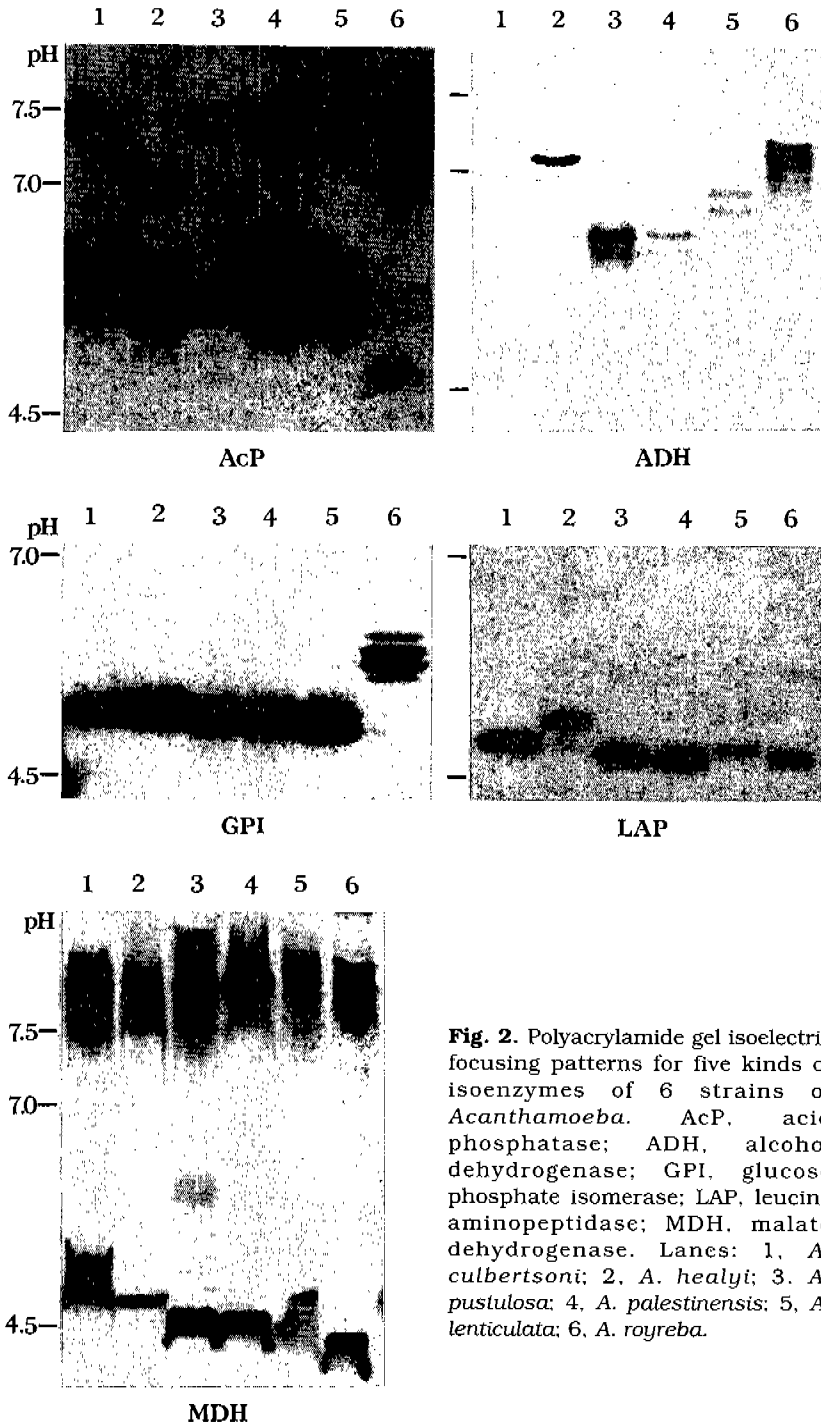 1 2 3 4 5 6
1 2 3 4 5 6
pH
7.5
7.0
4.5
AcP
ADH
pH 1 2 3 4 5 6
1 2 3 4 5 6
7.0
4.5
GPI
LAP
1 2 3 4 5 6
pH
7.5
7.0
4.5
MDH
Fig. 2. Polyacrylamide gel isoelectri
focusing patterns for five kinds o
isoenzymes of 6 strains o
Acanthamoeba. AcP, aci
phosphatase; ADH, alcoho
dehydrogenase; GPI, glucos
phosphate isomerase; LAP, leucin
aminopeptidase; MDH, malat
dehydrogenase. Lanes: 1, A
culbertsoni; 2, A. healyi; 3. A
pustulosa; 4, A. palestinensis; 5, A
lenticulata; 6, A. royreba.